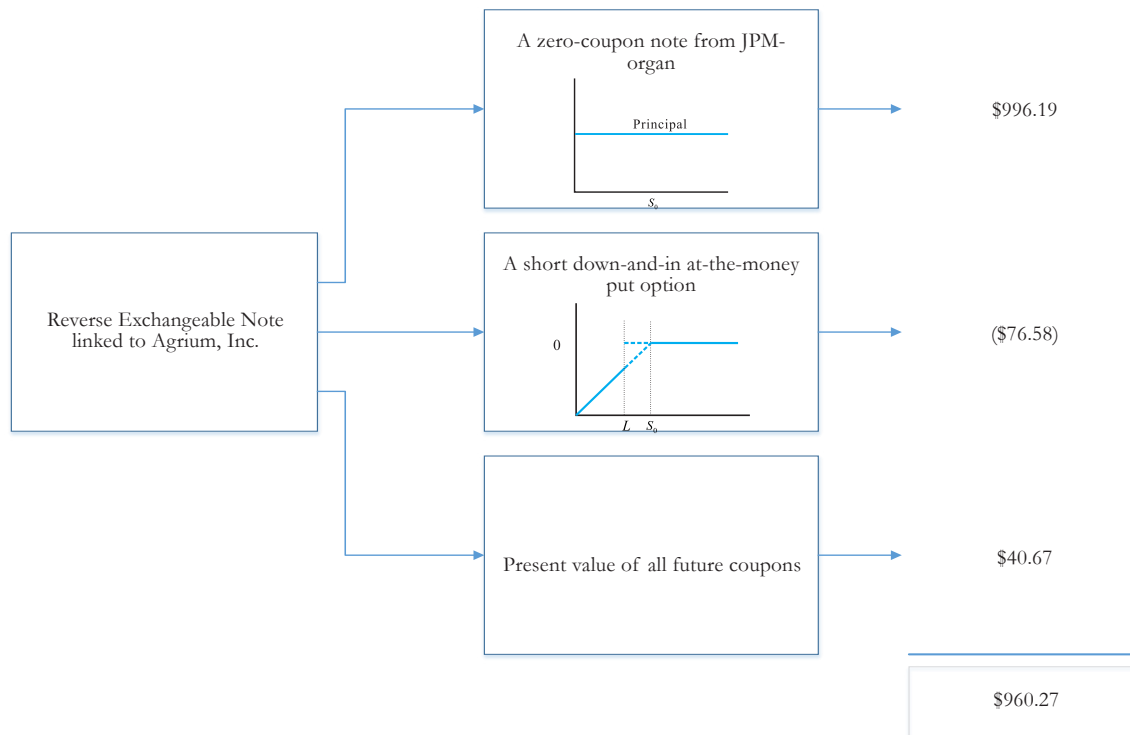 A zero-coupon note from JPM-
organ
Principal
S₀
$996.19
Reverse Exchangeable Note
linked to Agrium, Inc.
A short down-and-in at-the-money
put option
0
L S₀
($76.58)
Present value of all future coupons
$40.67
$960.27